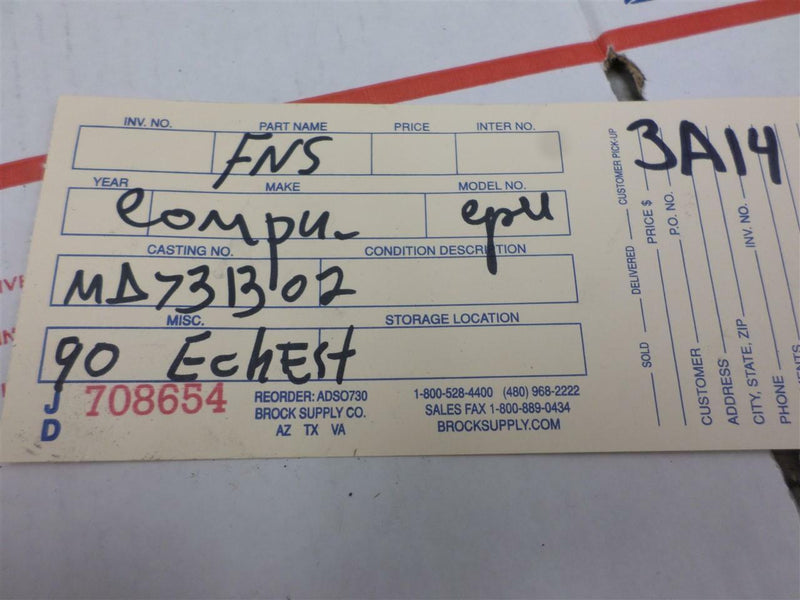 INV. NO. PART NAME PRICE INTER NO.
FNS
YEAR MAKE MODEL NO.
Compu. epu
CASTING NO. CONDITION DESCRIPTION
MD731302
MISC. STORAGE LOCATION
90 EchEst
J D 708654
REORDER: ADSO730
BROCK SUPPLY CO.
AZ TX VA
1-800-528-4400 (480) 968-2222
SALES FAX 1-800-889-0434
BROCKSUPPLY.COM
3A14
SOLD DELIVERED CUSTOMER PICK-UP
PRICE $
P.O. NO.
CUSTOMER
ADDRESS
CITY, STATE, ZIP INV. NO.
PHONE